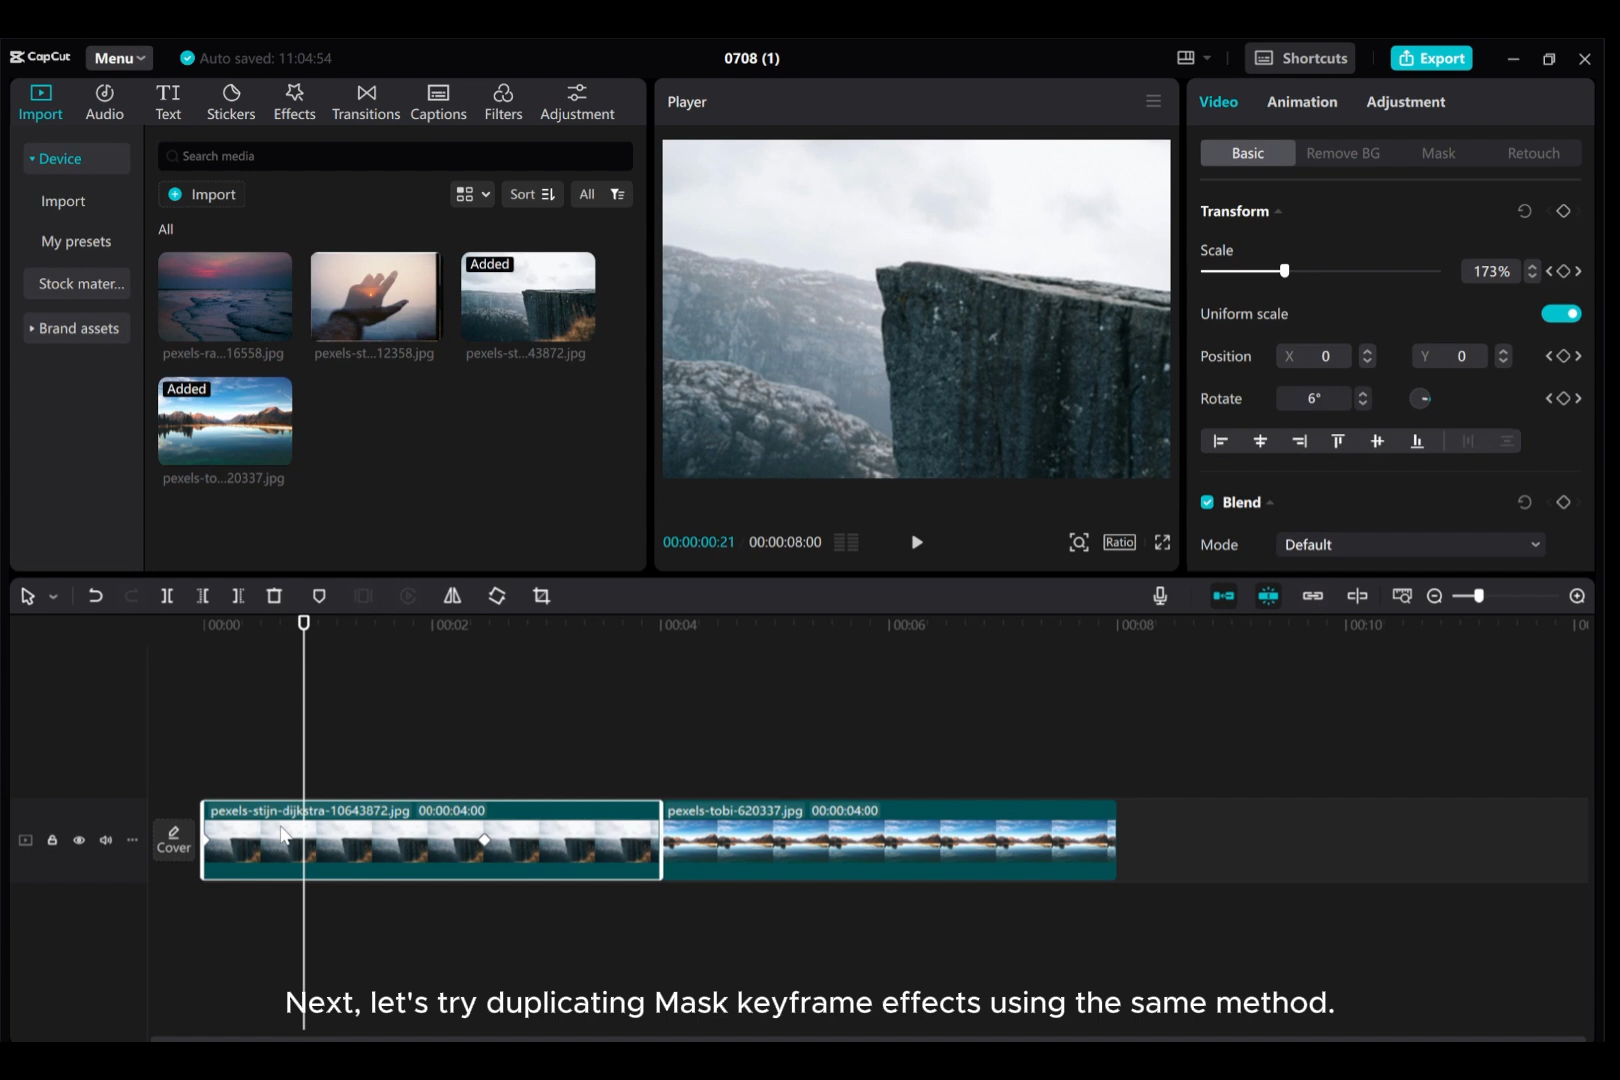 CapCut
Menu
Auto saved: 11:04:54
0708 (1)
Shortcuts
Export
Import
Audio
TI
Text
Stickers
Effects
Transitions
Captions
Filters
Adjustment
Device
Import
My presets
Stock mater...
Brand assets
Search media
Import
Sort
All
All
Added
pexels-ra...16558.jpg
pexels-st...12358.jpg
pexels-st...43872.jpg
Added
pexels-to...20337.jpg
Player
00:00:00:21 00:00:08:00
Ratio
Video
Animation
Adjustment
Basic
Remove BG
Mask
Retouch
Transform
Scale
173%
Uniform scale
Position
X 0
Y 0
Rotate
6°
Blend
Mode
Default
00:00
00:02
00:04
00:06
00:08
00:10
Cover
pexels-stijn-dijkstra-10643872.jpg 00:00:04:00
pexels-tobi-620337.jpg 00:00:04:00
Next, let's try duplicating Mask keyframe effects using the same method.